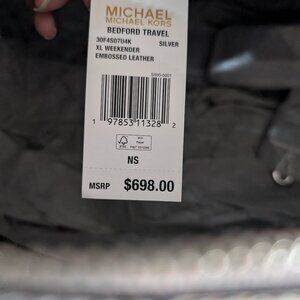 MICHAEL
MICHAEL KORS
BEDFORD TRAVEL
30F4S07U4K SILVER
XL WEEKENDER
EMBOSSED LEATHER
1 97853 11328 2
FSC
NS
MSRP $698.00